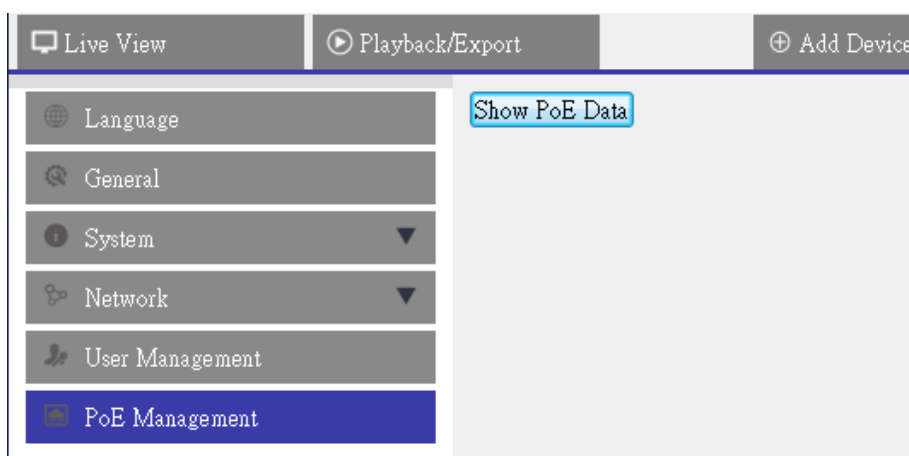 Live View
Playback/Export
Add Device
Language
Show PoE Data
General
System
Network
User Management
PoE Management